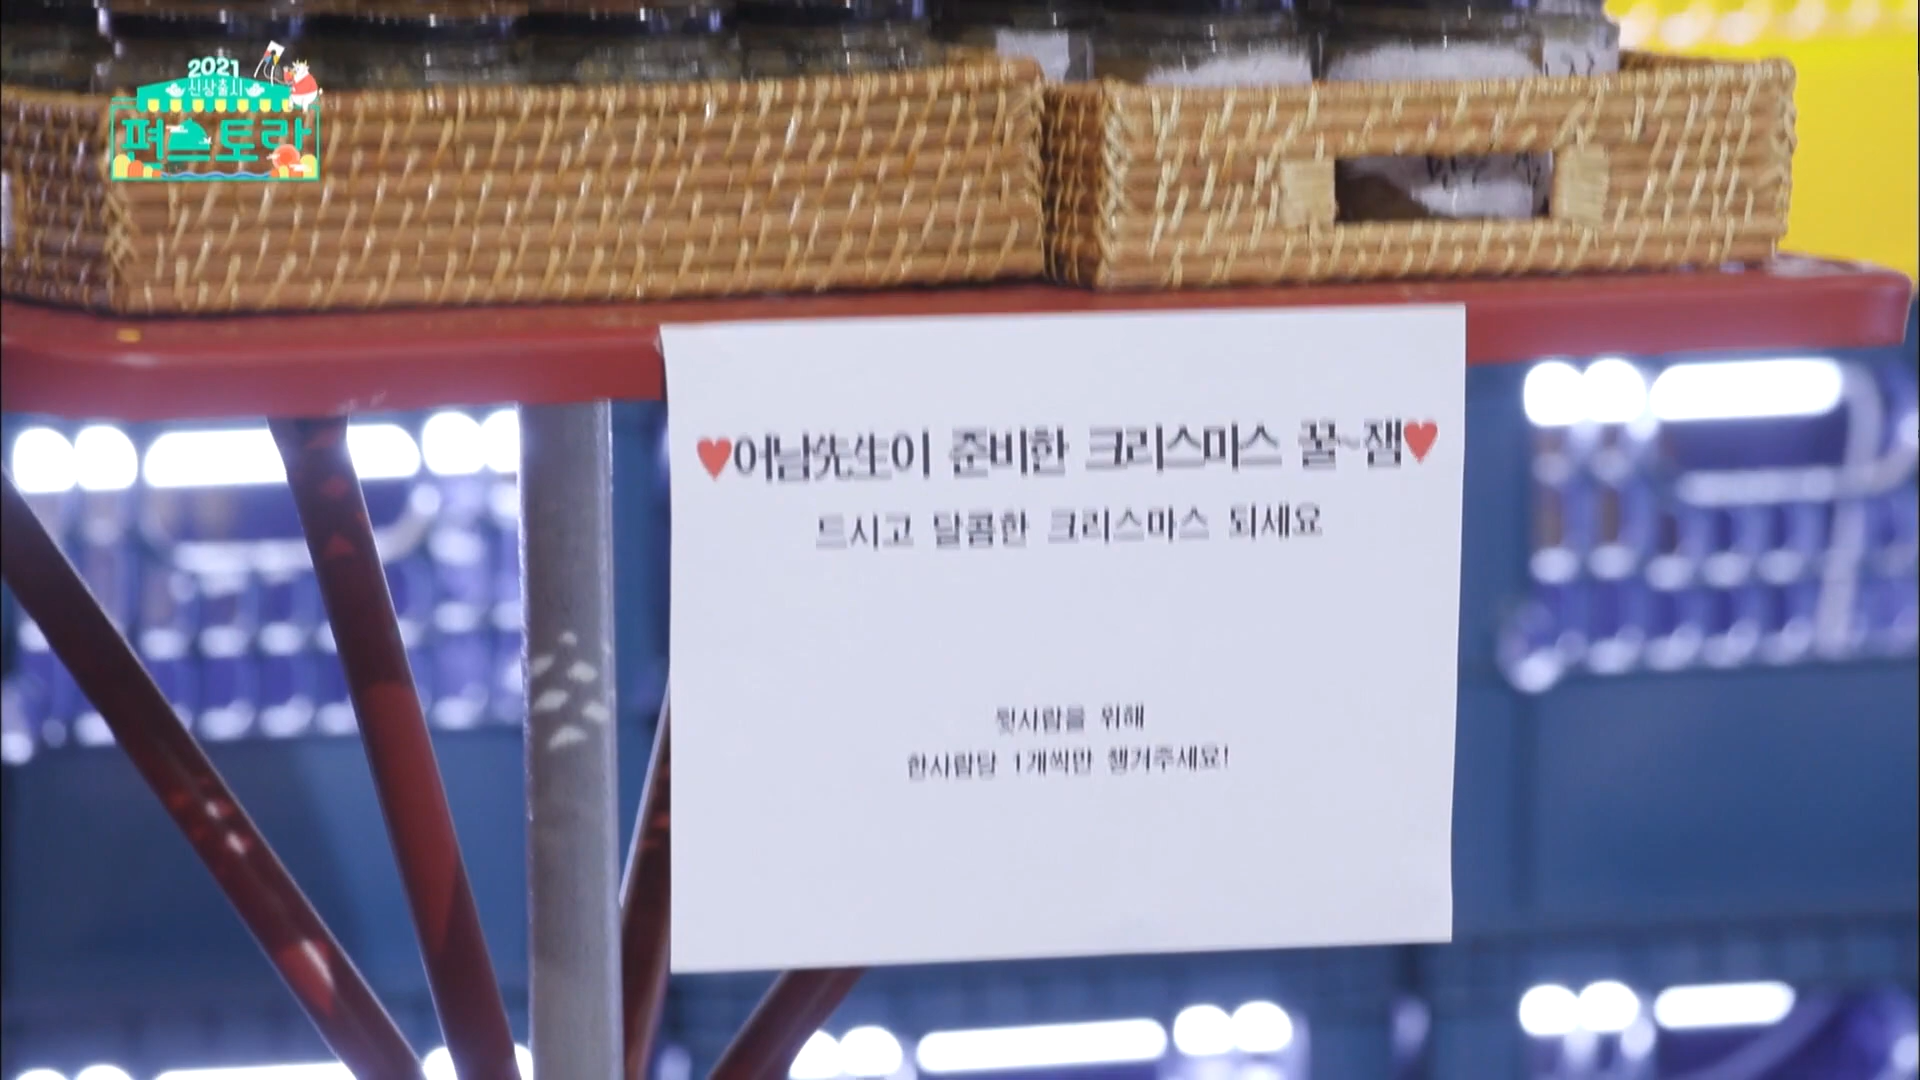 2021
신상출시
편스토랑
♥어남先生이 준비한 크리스마스 꿀~잼♥
드시고 달콤한 크리스마스 되세요
뒷사람을 위해
한사람당 1개씩만 챙겨주세요!